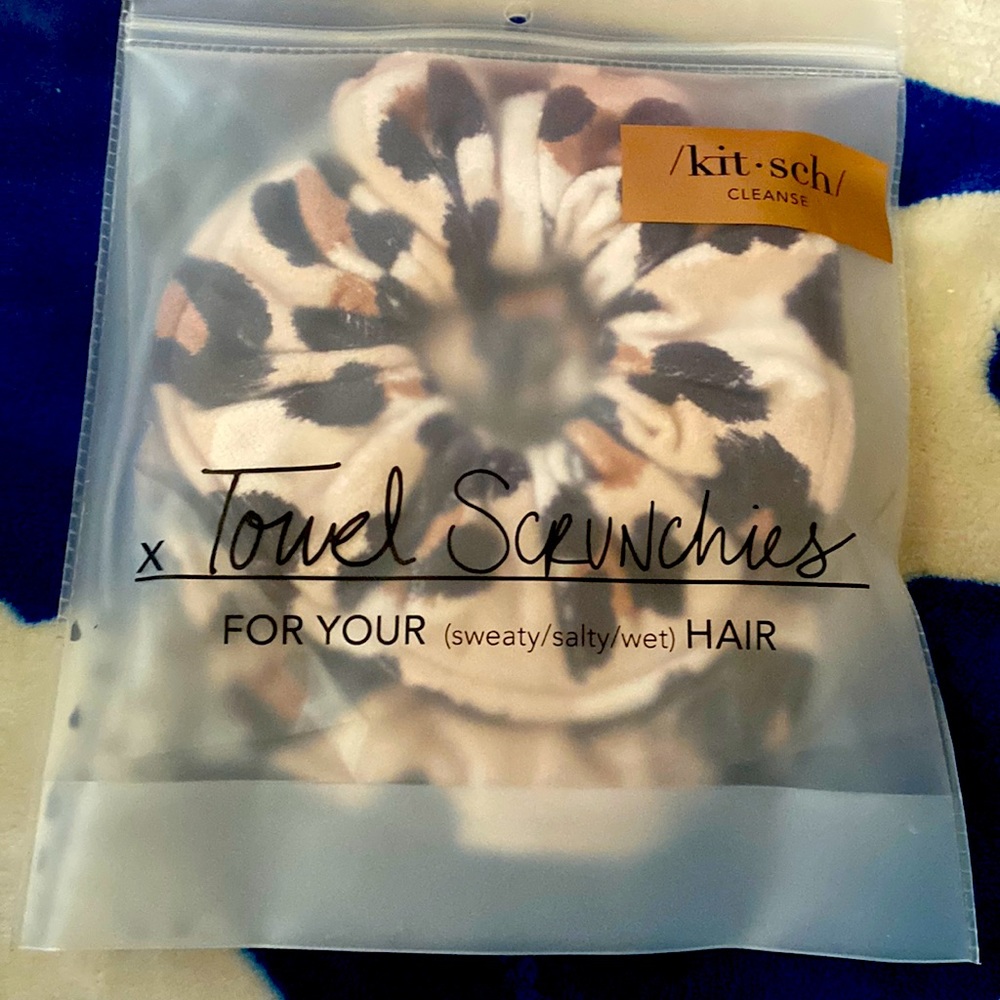 /kit·sch/
CLEANSE
x Towel Scrunchies
FOR YOUR (sweaty/salty/wet) HAIR